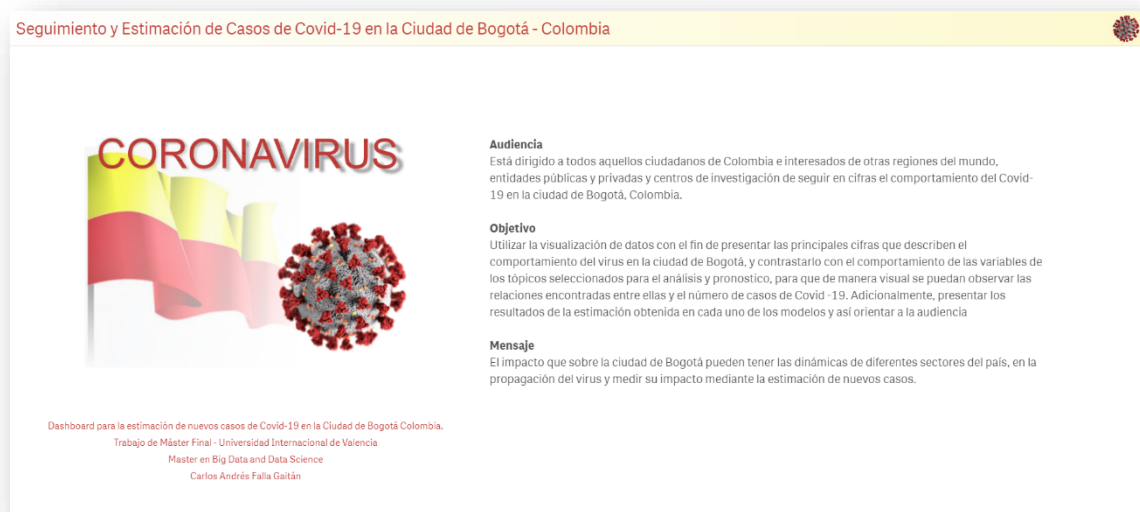 Seguimiento y Estimación de Casos de Covid-19 en la Ciudad de Bogotá - Colombia
CORONAVIRUS
Dashboard para la estimación de nuevos casos de Covid-19 en la Ciudad de Bogotá Colombia.
Trabajo de Máster Final - Universidad Internacional de Valencia
Master en Big Data and Data Science
Carlos Andrés Falla Gaitán
Audiencia
Está dirigido a todos aquellos ciudadanos de Colombia e interesados de otras regiones del mundo,
entidades públicas y privadas y centros de investigación de seguir en cifras el comportamiento del Covid-
19 en la ciudad de Bogotá, Colombia.
Objetivo
Utilizar la visualización de datos con el fin de presentar las principales cifras que describen el
comportamiento del virus en la ciudad de Bogotá, y contrastarlo con el comportamiento de las variables de
los tópicos seleccionados para el análisis y pronostico, para que de manera visual se puedan observar las
relaciones encontradas entre ellas y el número de casos de Covid -19. Adicionalmente, presentar los
resultados de la estimación obtenida en cada uno de los modelos y así orientar a la audiencia
Mensaje
El impacto que sobre la ciudad de Bogotá pueden tener las dinámicas de diferentes sectores del país, en la
propagación del virus y medir su impacto mediante la estimación de nuevos casos.